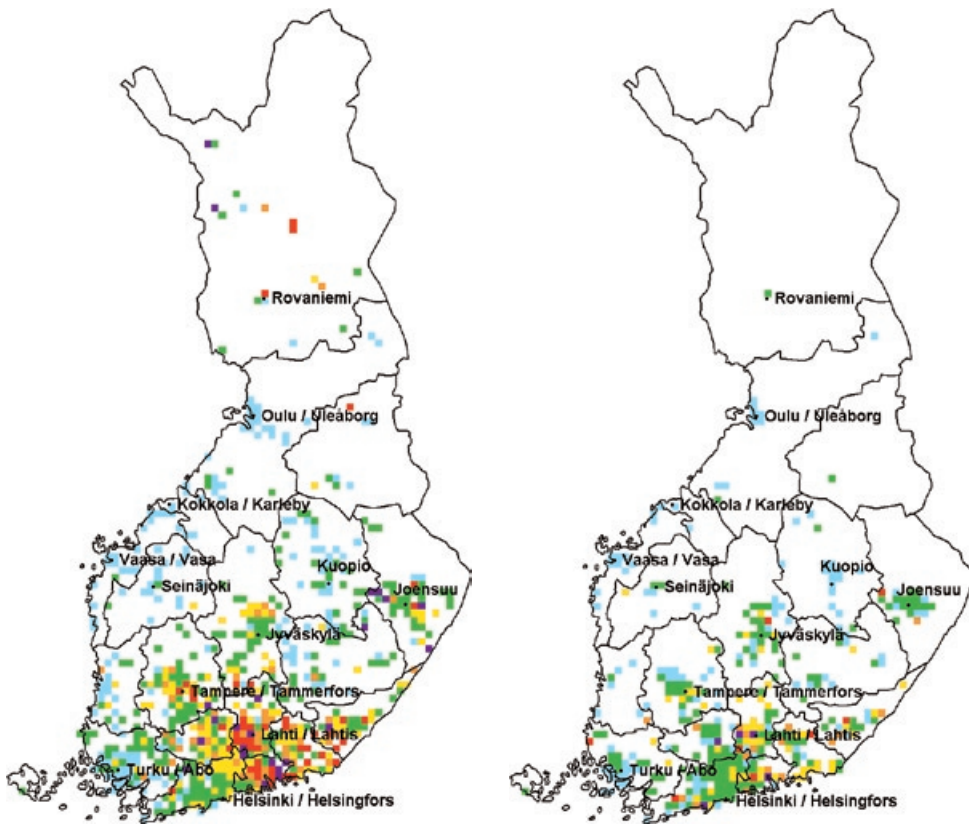 Rovaniemi
Oulu / Uleåborg
Kokkola / Karleby
Vaasa / Vasa
Seinäjoki
Kuopio
Joensuu
Jyväskylä
Tampere / Tammerfors
Lahti / Lahtis
Turku / Åbo
Helsinki / Helsingfors
Rovaniemi
Oulu / Uleåborg
Kokkola / Karleby
Vaasa / Vasa
Seinäjoki
Kuopio
Joensuu
Jyväskylä
Tampere / Tammerfors
Lahti / Lahtis
Turku / Åbo
Helsinki / Helsingfors